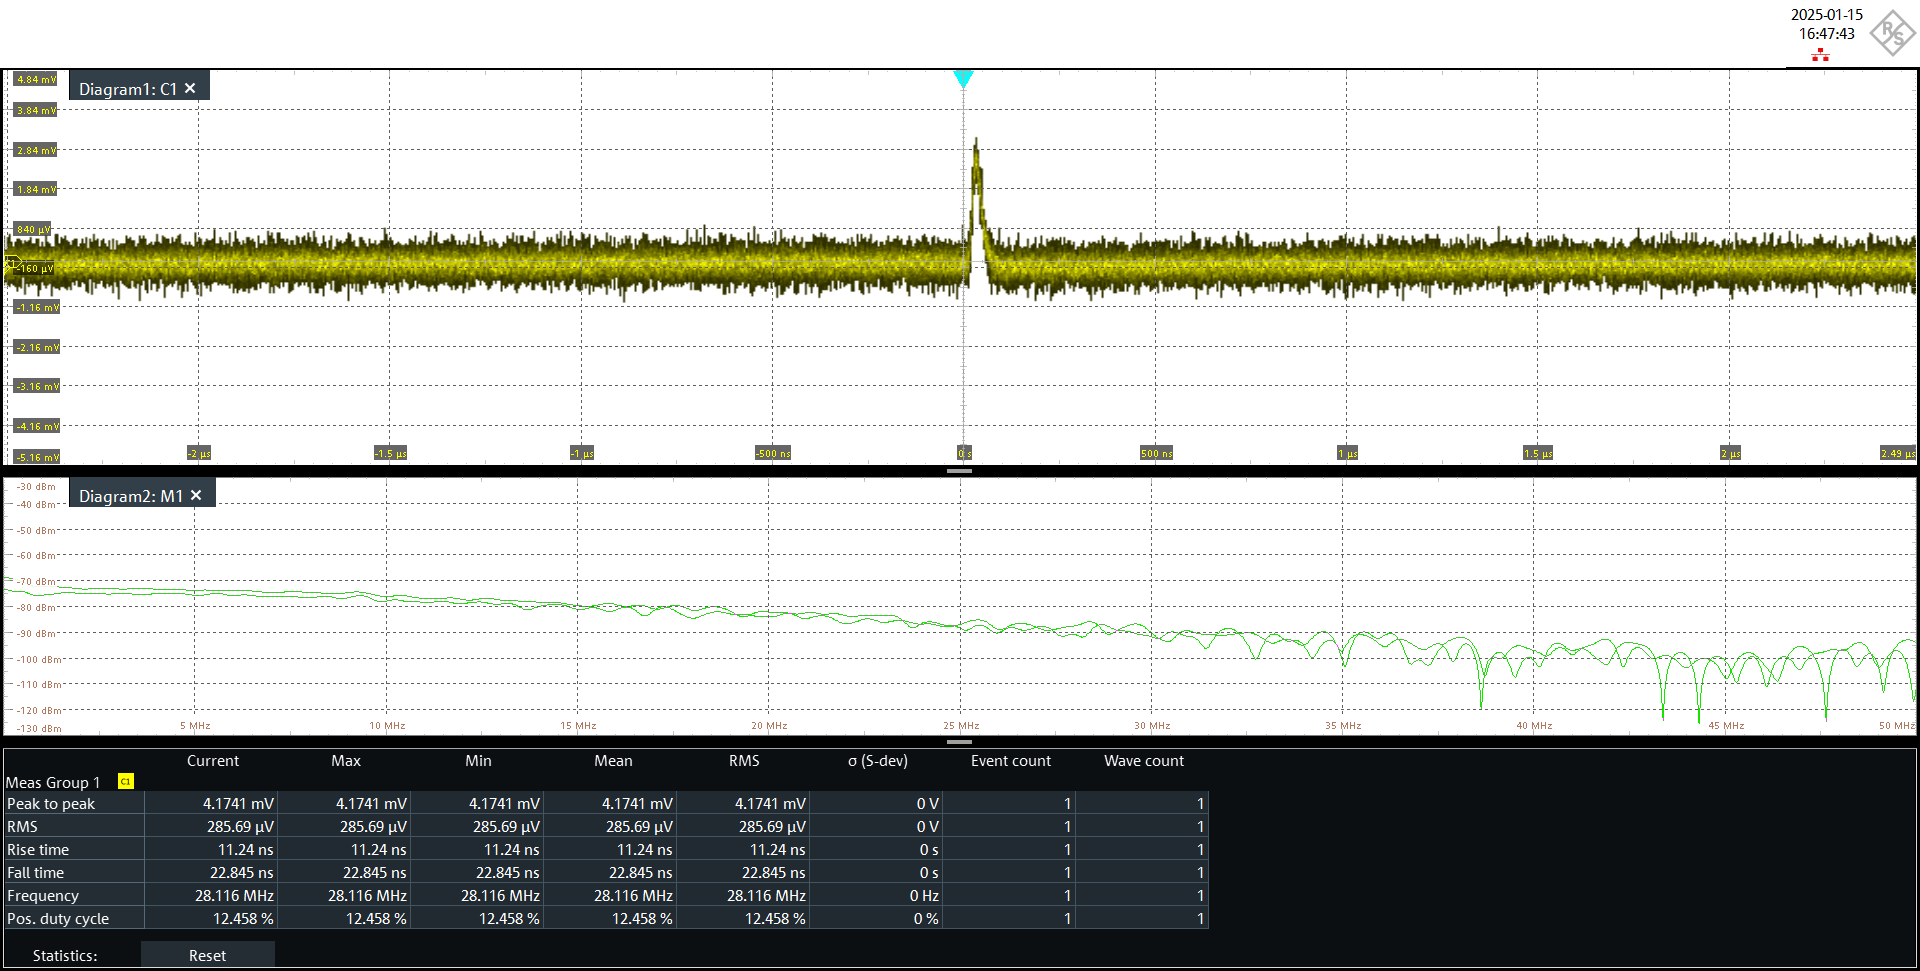 2025-01-15
16:47:43
R&S
Diagram1: C1 ✕
4.84 mV
3.84 mV
2.84 mV
1.84 mV
840 µV
-160 µV
-1.16 mV
-2.16 mV
-3.16 mV
-4.16 mV
-5.16 mV
-2 µs -1.5 µs -1 µs -500 ns 0 s 500 ns 1 µs 1.5 µs 2 µs 2.49 µs
Diagram2: M1 ✕
-30 dBm
-40 dBm
-50 dBm
-60 dBm
-70 dBm
-80 dBm
-90 dBm
-100 dBm
-110 dBm
-120 dBm
-130 dBm
5 MHz 10 MHz 15 MHz 20 MHz 25 MHz 30 MHz 35 MHz 40 MHz 45 MHz 50 MHz
Current Max Min Mean RMS σ (S-dev) Event count Wave count
Meas Group 1 C1
Peak to peak 4.1741 mV 4.1741 mV 4.1741 mV 4.1741 mV 4.1741 mV 0 V 1 1
RMS 285.69 µV 285.69 µV 285.69 µV 285.69 µV 285.69 µV 0 V 1 1
Rise time 11.24 ns 11.24 ns 11.24 ns 11.24 ns 11.24 ns 0 s 1 1
Fall time 22.845 ns 22.845 ns 22.845 ns 22.845 ns 22.845 ns 0 s 1 1
Frequency 28.116 MHz 28.116 MHz 28.116 MHz 28.116 MHz 28.116 MHz 0 Hz 1 1
Pos. duty cycle 12.458 % 12.458 % 12.458 % 12.458 % 12.458 % 0 % 1 1
Statistics: Reset